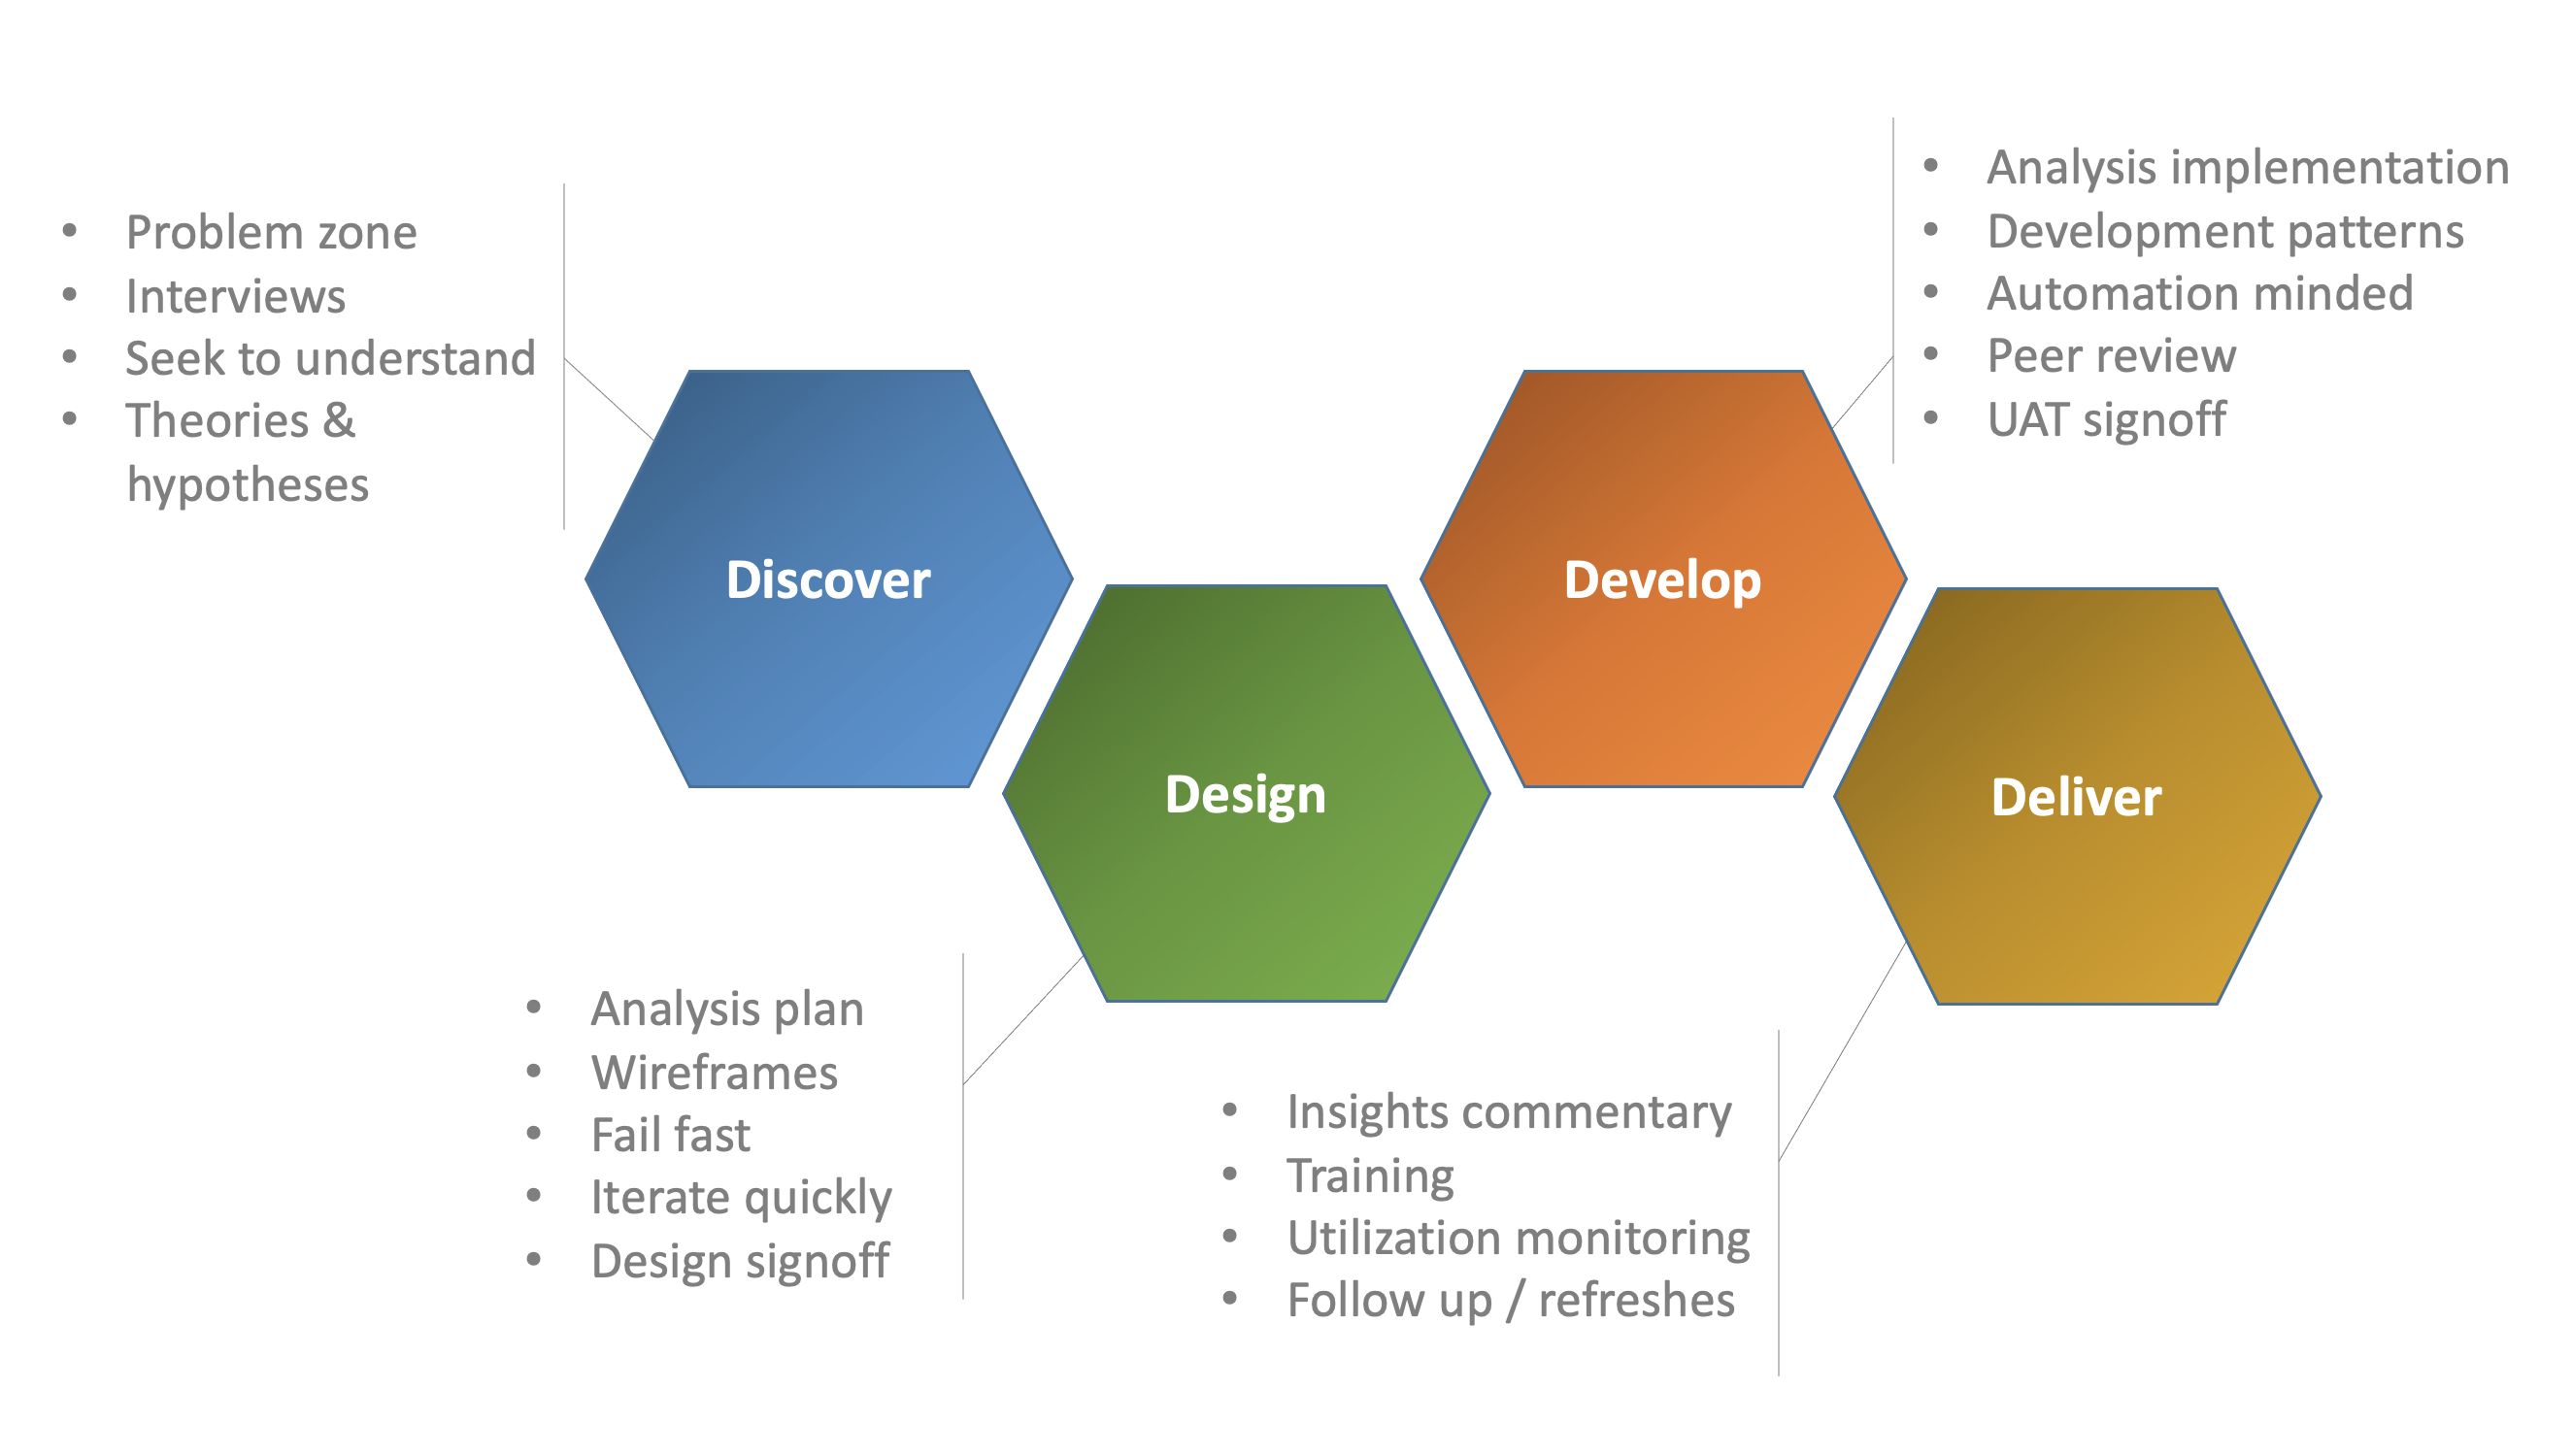 • Problem zone
• Interviews
• Seek to understand
• Theories &
hypotheses
Discover
• Analysis plan
• Wireframes
• Fail fast
• Iterate quickly
• Design signoff
Design
• Analysis implementation
• Development patterns
• Automation minded
• Peer review
• UAT signoff
Develop
• Insights commentary
• Training
• Utilization monitoring
• Follow up / refreshes
Deliver